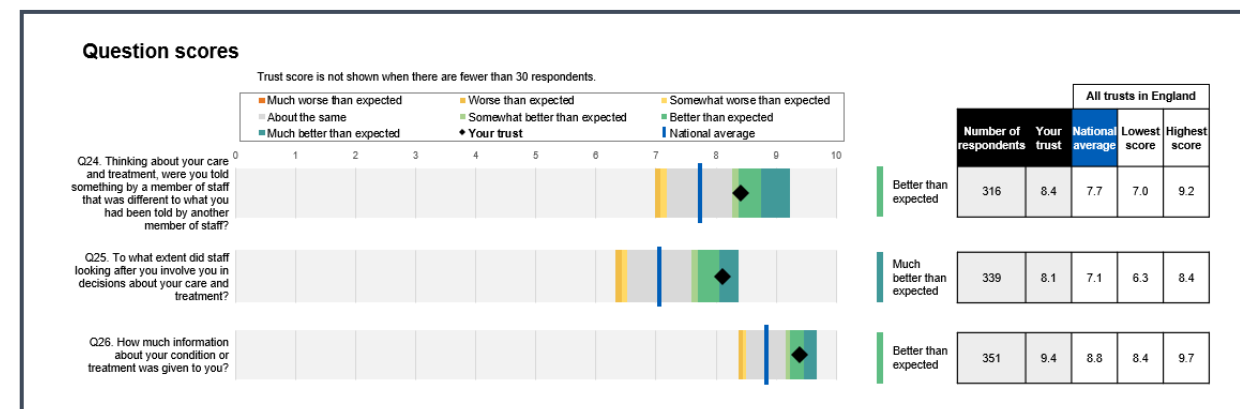 Question scores
Trust score is not shown when there are fewer than 30 respondents.
Much worse than expected
Worse than expected
Somewhat worse than expected
About the same
Somewhat better than expected
Better than expected
Much better than expected
Your trust
National average
All trusts in England
Number of respondents
Your trust
National average
Lowest score
Highest score
0 1 2 3 4 5 6 7 8 9 10
Q24. Thinking about your care
and treatment, were you told
something by a member of staff
that was different to what you
had been told by another
member of staff?
Better than
expected
316 8.4 7.7 7.0 9.2
Q25. To what extent did staff
looking after you involve you in
decisions about your care and
treatment?
Much
better than
expected
339 8.1 7.1 6.3 8.4
Q26. How much information
about your condition or
treatment was given to you?
Better than
expected
351 9.4 8.8 8.4 9.7